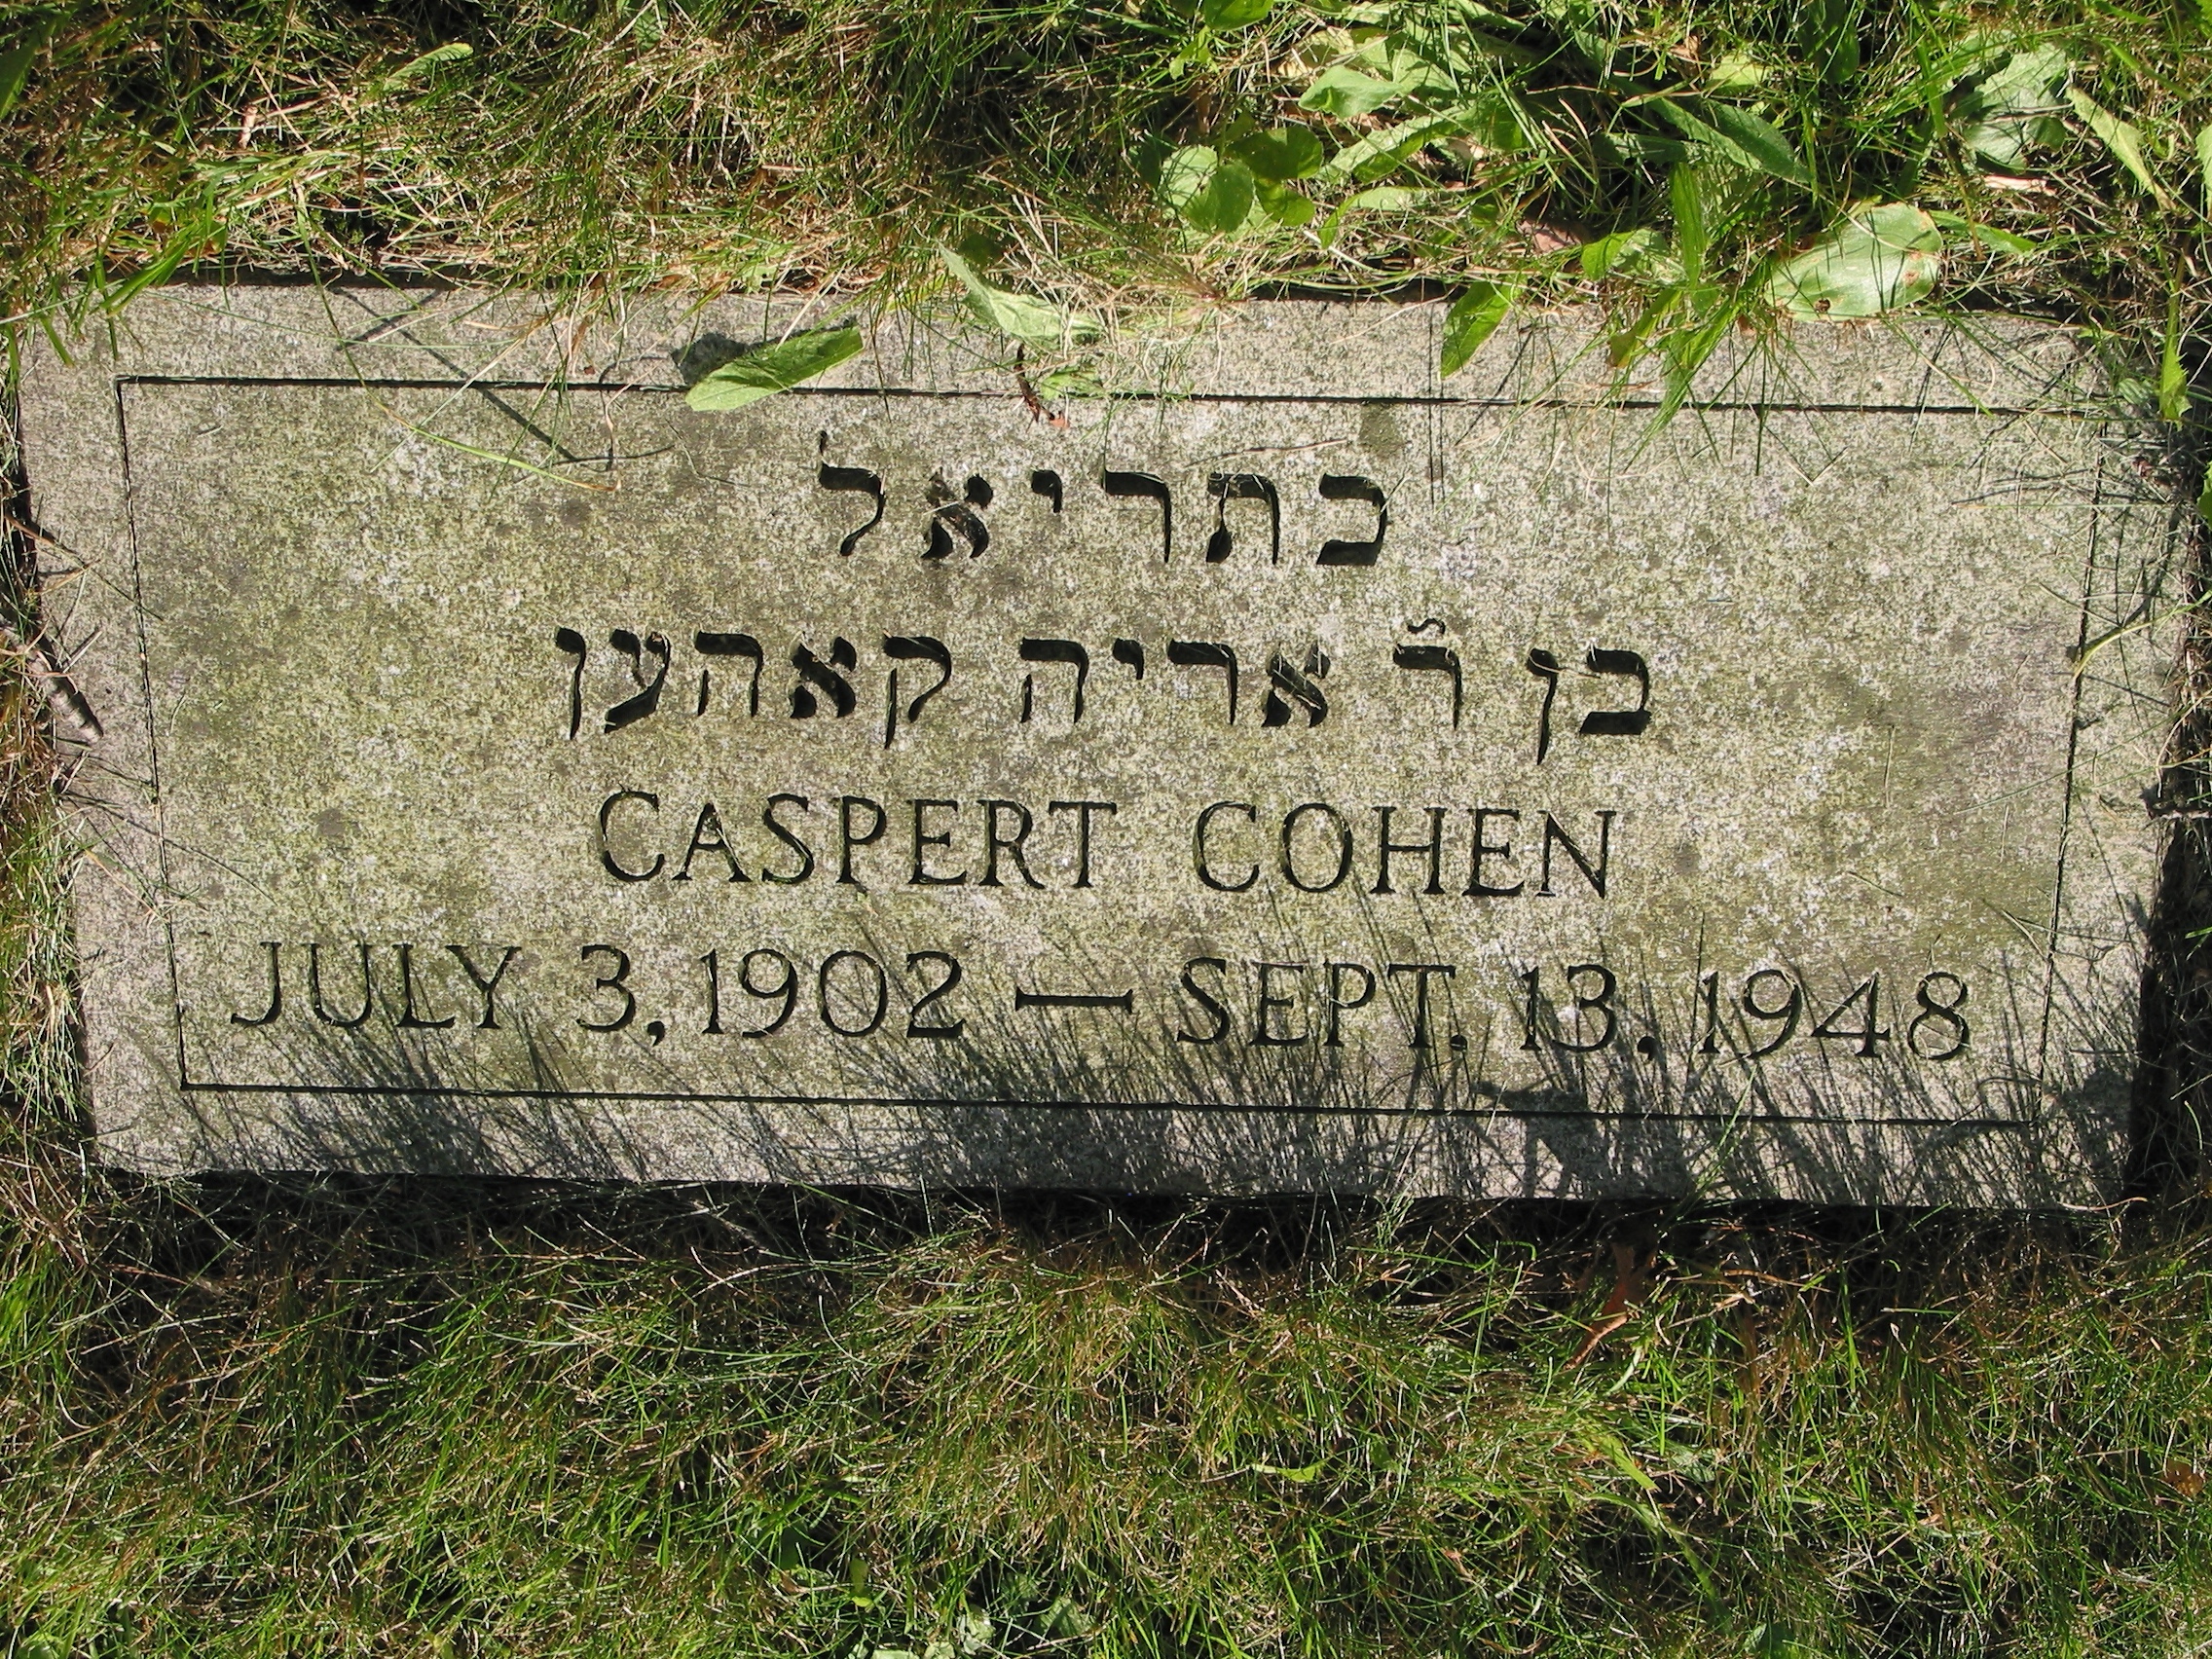 כתריאל
בן ר׳ אריה קאהען
CASPERT COHEN
JULY 3, 1902 — SEPT. 13, 1948